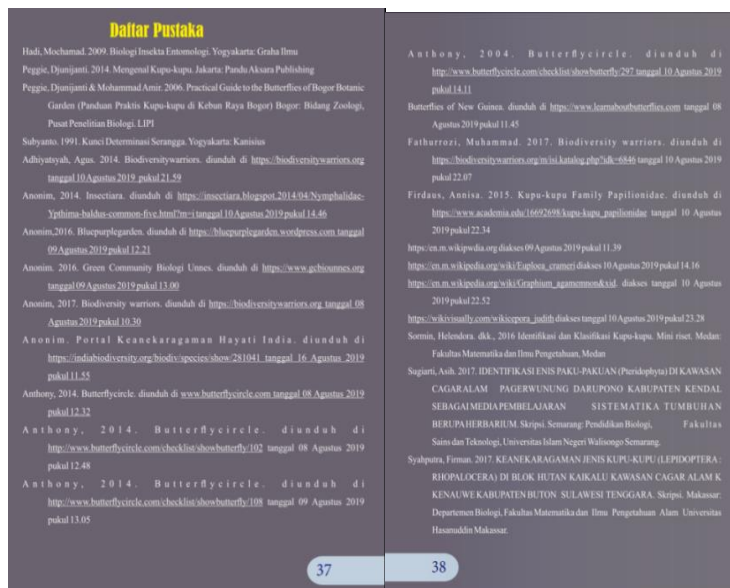 Daftar Pustaka
Hadi, Mochamad. 2009. Biologi Insekta Entomologi. Yogyakarta: Graha Ilmu
Peggie, Djunijanti. 2014. Mengenal Kupu-kupu. Jakarta: Pandu Aksara Publishing
Peggie, Djunijanti & Mohammad Amir. 2006. Practical Guide to the Butterflies of Bogor Botanic
Garden (Panduan Praktis Kupu-kupu di Kebun Raya Bogor) Bogor: Bidang Zoologi,
Pusat Penelitian Biologi. LIPI
Subyanto. 1991. Kunci Determinasi Serangga. Yogyakarta: Kanisius
Adhiyatsyah, Agus. 2014. Biodiversitywarriors. diunduh di https://biodiversitywarriors.org
tanggal 10 Agustus 2019 pukul 21.59
Anonim, 2014. Insectiara. diunduh di https://insectiara.blogspot.2014/04/Nymphalidae-
Ypthima-baldus-common-five.html?m=i tanggal 10 Agustus 2019 pukul 14.46
Anonim,2016. Bluepurplegarden. diunduh di https://bluepurplegarden.wordpress.com tanggal
09 Agustus 2019 pukul 12.21
Anonim. 2016. Green Community Biologi Unnes. diunduh di https://www.gcbiounnes.org
tanggal 09 Agustus 2019 pukul 13.00
Anonim, 2017. Biodiversity warriors. diunduh di https://biodiversitywarriors.org tanggal 08
Agustus 2019 pukul 10.30
Anonim. Portal Keanekaragaman Hayati India. diunduh di
https://indiabiodiversity.org/biodiv/species/show/281041 tanggal 16 Agustus 2019
pukul 11.55
Anthony, 2014. Butterflycircle. diunduh di www.butterflycircle.com tanggal 08 Agustus 2019
pukul 12.32
Anthony, 2014. Butterflycircle. diunduh di
http://www.butterflycircle.com/checklist/showbutterfly/102 tanggal 08 Agustus 2019
pukul 12.48
Anthony, 2014. Butterflycircle. diunduh di
http://www.butterflycircle.com/checklist/showbutterfly/108 tanggal 09 Agustus 2019
pukul 13.05
37
Anthony, 2004. Butterflycircle. diunduh di
http://www.butterflycircle.com/checklist/showbutterfly/297 tanggal 10 Agustus 2019
pukul 14.11
Butterflies of New Guinea. diunduh di https://www.learnaboutbutterflies.com tanggal 08
Agustus 2019 pukul 11.45
Fathurrozi, Muhammad. 2017. Biodiversity warriors. diunduh di
https://biodiversitywarriors.org/m/isi.katalog.php?idk=6846 tanggal 10 Agustus 2019
pukul 22.07
Firdaus, Annisa. 2015. Kupu-kupu Family Papilionidae. diunduh di
https://www.academia.edu/16692698/kupu-kupu_papilionidae tanggal 10 Agustus
2019 pukul 22.34
https:/en.m.wikipwdia.org diakses 09 Agustus 2019 pukul 11.39
https://en.m.wikipedia.org/wiki/Euploca_crameri diakses 10 Agustus 2019 pukul 14.16
https://en.m.wikipedia.org/wiki/Graphium_agamemnon&xid. diakses tanggal 10 Agustus
2019 pukul 22.52
https://wikivisually.com/wikicepora_judith diakses tanggal 10 Agustus 2019 pukul 23.28
Sormin, Helendora. dkk., 2016 Identifikasi dan Klasifikasi Kupu-kupu. Mini riset. Medan:
Fakultas Matematika dan Ilmu Pengetahuan, Medan
Sugiarti, Asih. 2017. IDENTIFIKASI ENIS PAKU-PAKUAN (Pteridophyta) DI KAWASAN
CAGAR ALAM PAGERWUNUNG DARUPONO KABUPATEN KENDAL
SEBAGAI MEDIA PEMBELAJARAN SISTEMATIKA TUMBUHAN
BERUPA HERBARIUM. Skripsi. Semarang: Pendidikan Biologi, Fakultas
Sains dan Teknologi, Universitas Islam Negeri Walisongo Semarang.
Syahputra, Firman. 2017. KEANEKARAGAMAN JENIS KUPU-KUPU (LEPIDOPTERA :
RHOPALOCERA) DI BLOK HUTAN KAIKALU KAWASAN CAGAR ALAM K
KENAUWE KABUPATEN BUTON SULAWESI TENGGARA. Skripsi. Makassar:
Departemen Biologi, Fakultas Matematika dan Ilmu Pengetahuan Alam Universitas
Hasanuddin Makassar.
38